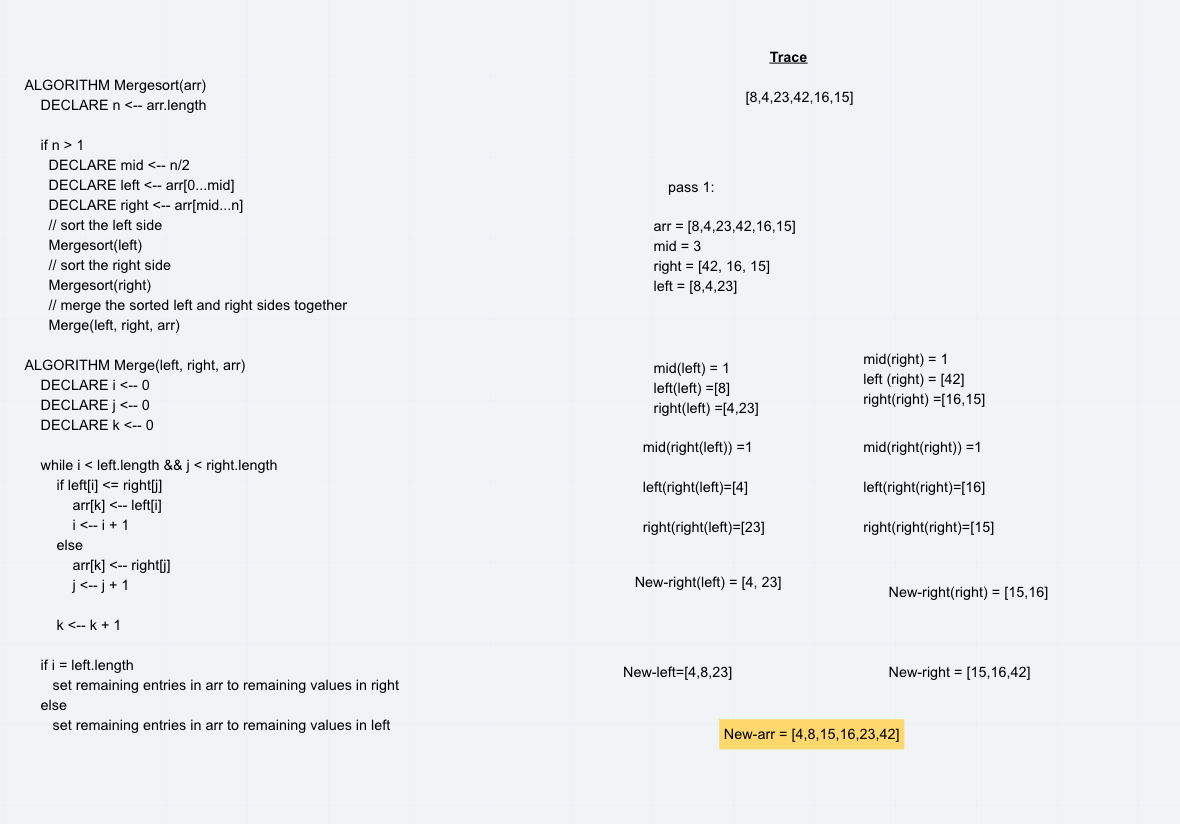 ALGORITHM Mergesort(arr)
DECLARE n <-- arr.length
if n > 1
DECLARE mid <-- n/2
DECLARE left <-- arr[0...mid]
DECLARE right <-- arr[mid...n]
// sort the left side
Mergesort(left)
// sort the right side
Mergesort(right)
// merge the sorted left and right sides together
Merge(left, right, arr)
ALGORITHM Merge(left, right, arr)
DECLARE i <-- 0
DECLARE j <-- 0
DECLARE k <-- 0
while i < left.length && j < right.length
if left[i] <= right[j]
arr[k] <-- left[i]
i <-- i + 1
else
arr[k] <-- right[j]
j <-- j + 1
k <-- k + 1
if i = left.length
set remaining entries in arr to remaining values in right
else
set remaining entries in arr to remaining values in left
Trace
[8,4,23,42,16,15]
pass 1:
arr = [8,4,23,42,16,15]
mid = 3
right = [42, 16, 15]
left = [8,4,23]
mid(left) = 1
left(left) =[8]
right(left) =[4,23]
mid(right(left)) =1
left(right(left)=[4]
right(right(left)=[23]
New-right(left) = [4, 23]
New-left=[4,8,23]
mid(right) = 1
left (right) = [42]
right(right) =[16,15]
mid(right(right)) =1
left(right(right)=[16]
right(right(right)=[15]
New-right(right) = [15,16]
New-right = [15,16,42]
New-arr = [4,8,15,16,23,42]